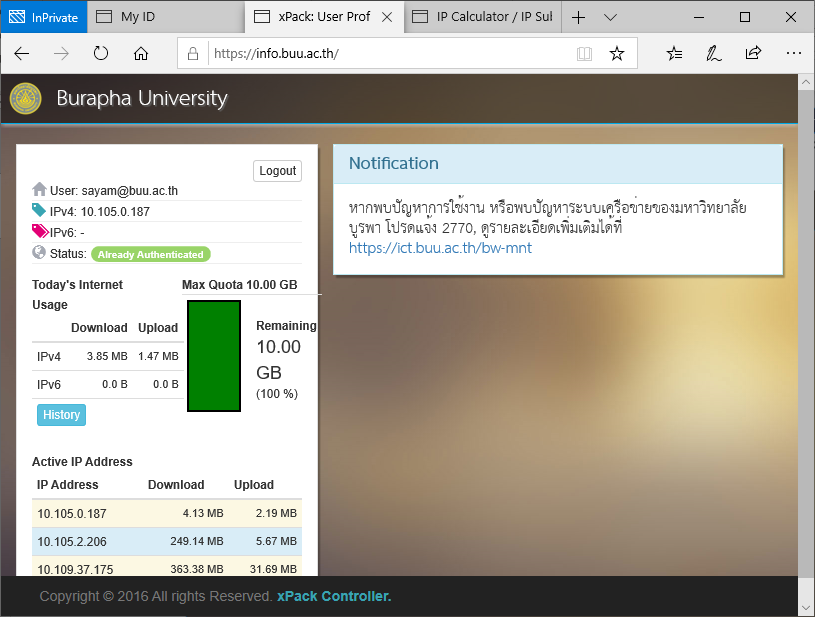 InPrivate
My ID
xPack: User Prof
IP Calculator / IP Sul
https://info.buu.ac.th/
Burapha University
Logout
User: sayam@buu.ac.th
IPv4: 10.105.0.187
IPv6: -
Status: Already Authenticated
Today's Internet
Usage
Max Quota 10.00 GB
Download Upload
IPv4 3.85 MB 1.47 MB
IPv6 0.0 B 0.0 B
Remaining
10.00
GB
(100 %)
History
Active IP Address
IP Address Download Upload
10.105.0.187 4.13 MB 2.19 MB
10.105.2.206 249.14 MB 5.67 MB
10.109.37.175 363.38 MB 31.69 MB
Notification
หากพบปัญหาการใช้งาน หรือพบปัญหาระบบเครือข่ายของมหาวิทยาลัย
บูรพา โปรดแจ้ง 2770, ดูรายละเอียดเพิ่มเติมได้ที่
https://ict.buu.ac.th/bw-mnt
Copyright © 2016 All rights Reserved. xPack Controller.